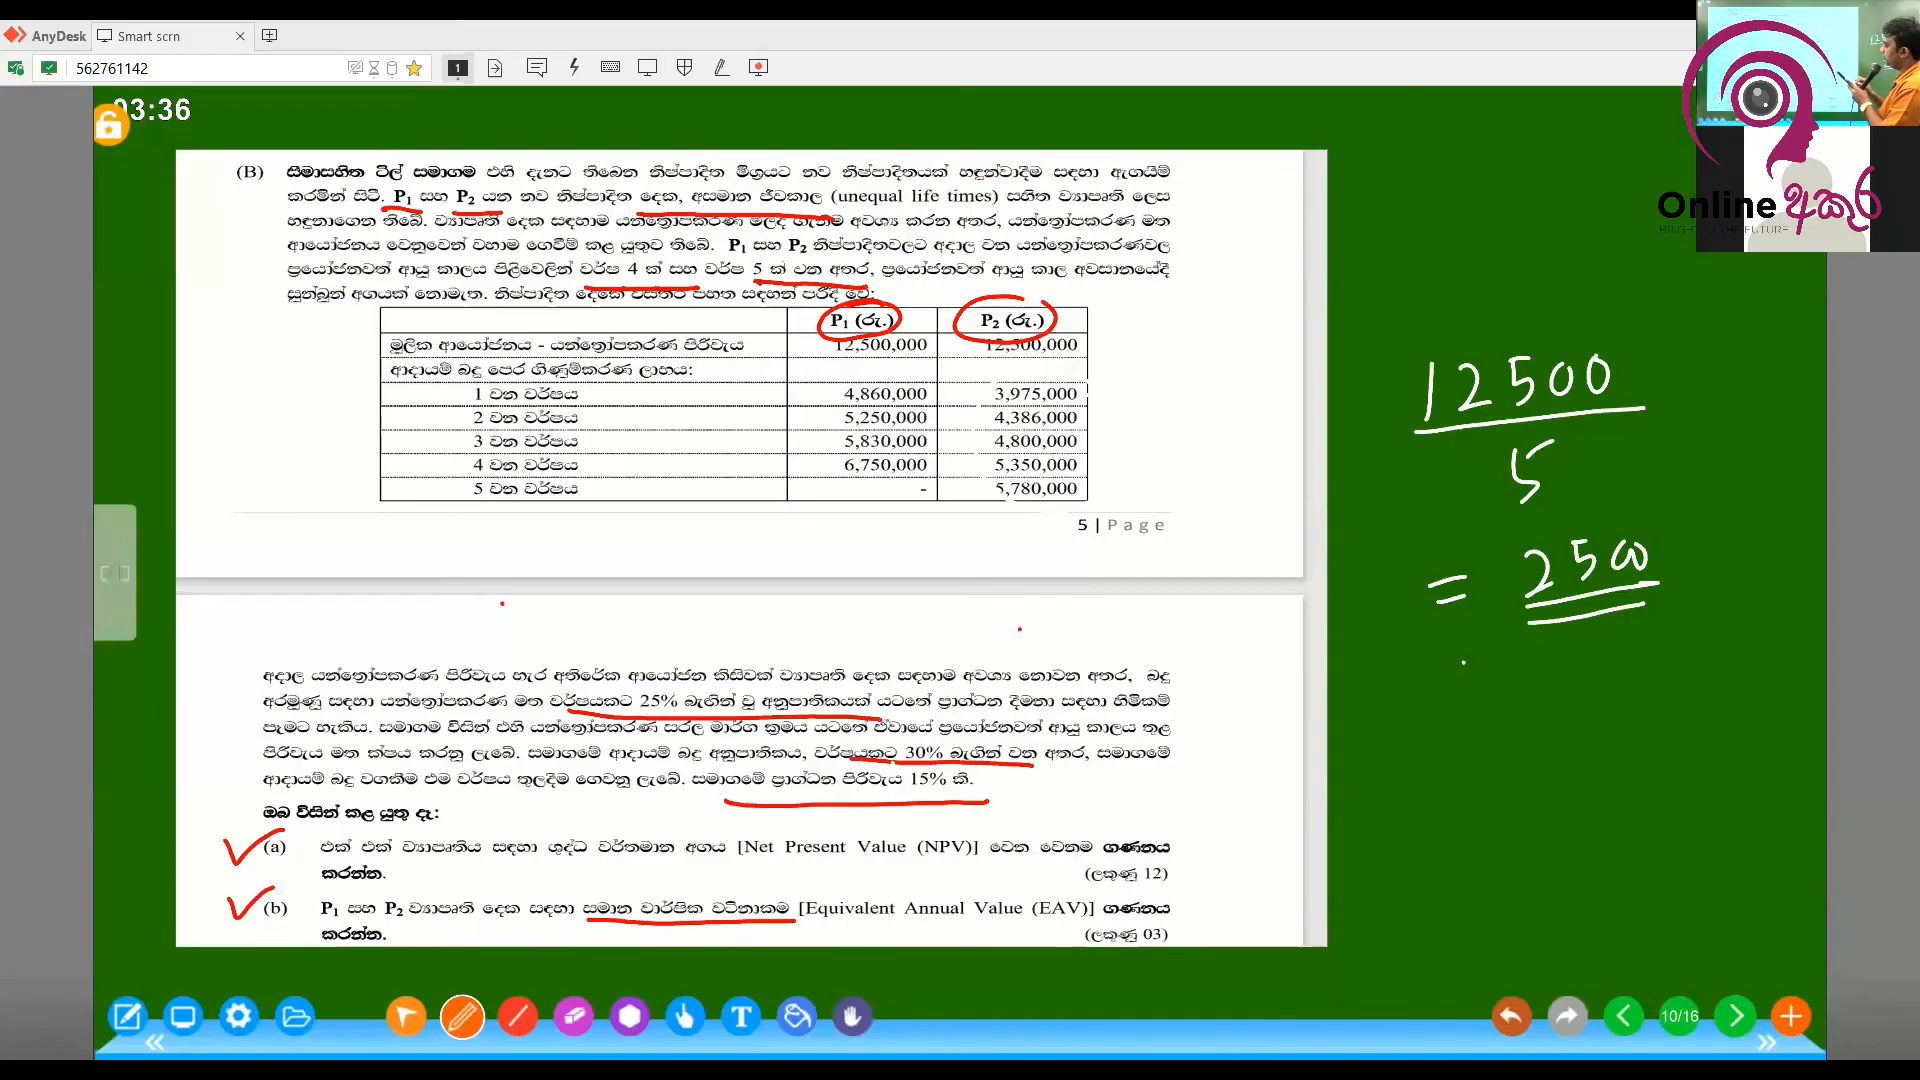 AnyDesk
Smart scrn
562761142
1
03:36
Online අකුර
BRIGHT THE FUTURE
(B) සීමාසහිත ටිල් සමාගම එහි දැනට තිබෙන නිෂ්පාදිත මිශ්‍රයට නව නිෂ්පාදිතයක් හඳුන්වාදීම සඳහා ඇගයීම්
කරමින් සිටී. P1 සහ P2 යන නව නිෂ්පාදිත දෙක, අසමාන ජීවකාල (unequal life times) සහිත ව්‍යාපෘති ලෙස
හඳුනාගෙන තිබේ. ව්‍යාපෘති දෙක සඳහාම යන්ත්‍රෝපකරණ මිලදී ගැනීම අවශ්‍ය කරන අතර, යන්ත්‍රෝපකරණ මත
ආයෝජනය වෙනුවෙන් වහාම ගෙවීම් කළ යුතුව තිබේ. P1 සහ P2 නිෂ්පාදිතවලට අදාල වන යන්ත්‍රෝපකරණවල
ප්‍රයෝජනවත් ආයු කාලය පිළිවෙලින් වර්ෂ 4 ක් සහ වර්ෂ 5 ක් වන අතර, ප්‍රයෝජනවත් ආයු කාල අවසානයේදී
සුන්බුන් අගයක් නොමැත. නිෂ්පාදිත දෙකේ විස්තර පහත සඳහන් පරිදි වේ:
P1 (රු.) P2 (රු.)
මූලික ආයෝජනය - යන්ත්‍රෝපකරණ පිරිවැය 12,500,000 12,500,000
ආදායම් බදු පෙර ගිණුම්කරණ ලාභය:
1 වන වර්ෂය 4,860,000 3,975,000
2 වන වර්ෂය 5,250,000 4,386,000
3 වන වර්ෂය 5,830,000 4,800,000
4 වන වර්ෂය 6,750,000 5,350,000
5 වන වර්ෂය - 5,780,000
5 | Page
12500
5
= 2500
අදාල යන්ත්‍රෝපකරණ පිරිවැය හැර අතිරේක ආයෝජන කිසිවක් ව්‍යාපෘති දෙක සඳහාම අවශ්‍ය නොවන අතර, බදු
අරමුණු සඳහා යන්ත්‍රෝපකරණ මත වර්ෂයකට 25% බැගින් වු අනුපාතිකයක් යටතේ ප්‍රාග්ධන දීමනා සඳහා හිමිකම්
පෑමට හැකිය. සමාගම විසින් එහි යන්ත්‍රෝපකරණ සරල මාර්ග ක්‍රමය යටතේ ඒවායේ ප්‍රයෝජනවත් ආයු කාලය තුළ
පිරිවැය මත ක්ෂය කරනු ලැබේ. සමාගමේ ආදායම් බදු අනුපාතිකය, වර්ෂයකට 30% බැගින් වන අතර, සමාගමේ
ආදායම් බදු වගකීම එම වර්ෂය තුලදීම ගෙවනු ලැබේ. සමාගමේ ප්‍රාග්ධන පිරිවැය 15% කි.
ඔබ විසින් කළ යුතු දෑ:
(a) එක් එක් ව්‍යාපෘතිය සඳහා ශුද්ධ වර්තමාන අගය [Net Present Value (NPV)] වෙන වෙනම ගණනය
කරන්න. (ලකුණු 12)
(b) P1 සහ P2 ව්‍යාපෘති දෙක සඳහා සමාන වාර්ෂික වටිනාකම [Equivalent Annual Value (EAV)] ගණනය
කරන්න. (ලකුණු 03)
T
10/16